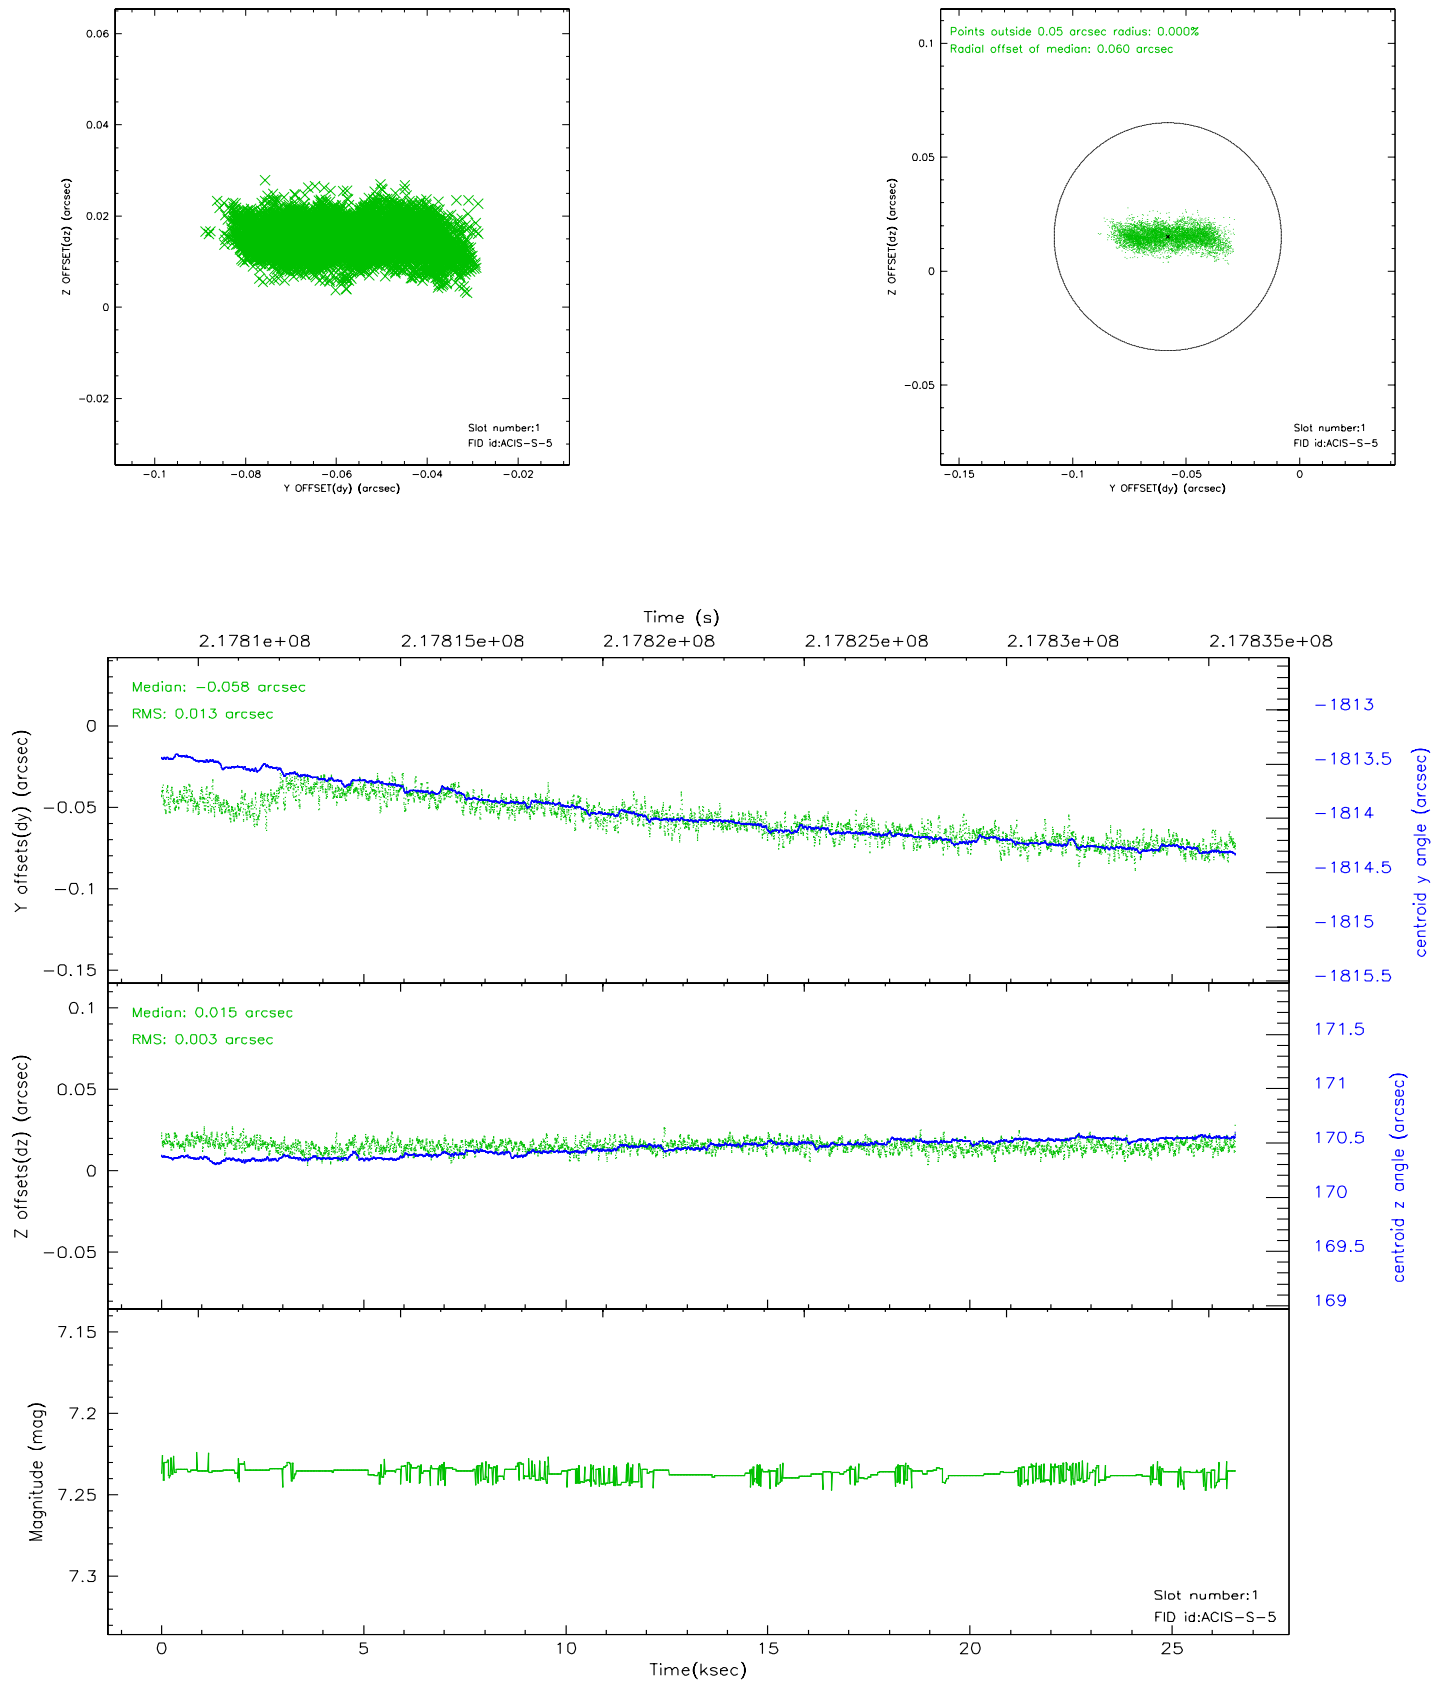 0.06
0.04
0.02
0
-0.02
Z OFFSET(dz) (arcsec)
Slot number:1
FID id:ACIS-S-5
-0.1
-0.08
-0.06
-0.04
-0.02
Y OFFSET(dy) (arcsec)
Points outside 0.05 arcsec radius: 0.000%
Radial offset of median: 0.060 arcsec
0.1
0.05
0
-0.05
Z OFFSET(dz) (arcsec)
Slot number:1
FID id:ACIS-S-5
-0.15
-0.1
-0.05
0
Y OFFSET(dy) (arcsec)
Time (s)
2.1781e+08
2.17815e+08
2.1782e+08
2.17825e+08
2.1783e+08
2.17835e+08
Median: -0.058 arcsec
RMS: 0.013 arcsec
0
-0.05
-0.1
-0.15
Y offsets(dy) (arcsec)
-1813
-1813.5
-1814
-1814.5
-1815
-1815.5
centroid y angle (arcsec)
Median: 0.015 arcsec
RMS: 0.003 arcsec
0.1
0.05
0
-0.05
Z offsets(dz) (arcsec)
171.5
171
170.5
170
169.5
169
centroid z angle (arcsec)
7.15
7.2
7.25
7.3
Magnitude (mag)
Slot number:1
FID id:ACIS-S-5
0
5
10
15
20
25
Time(ksec)